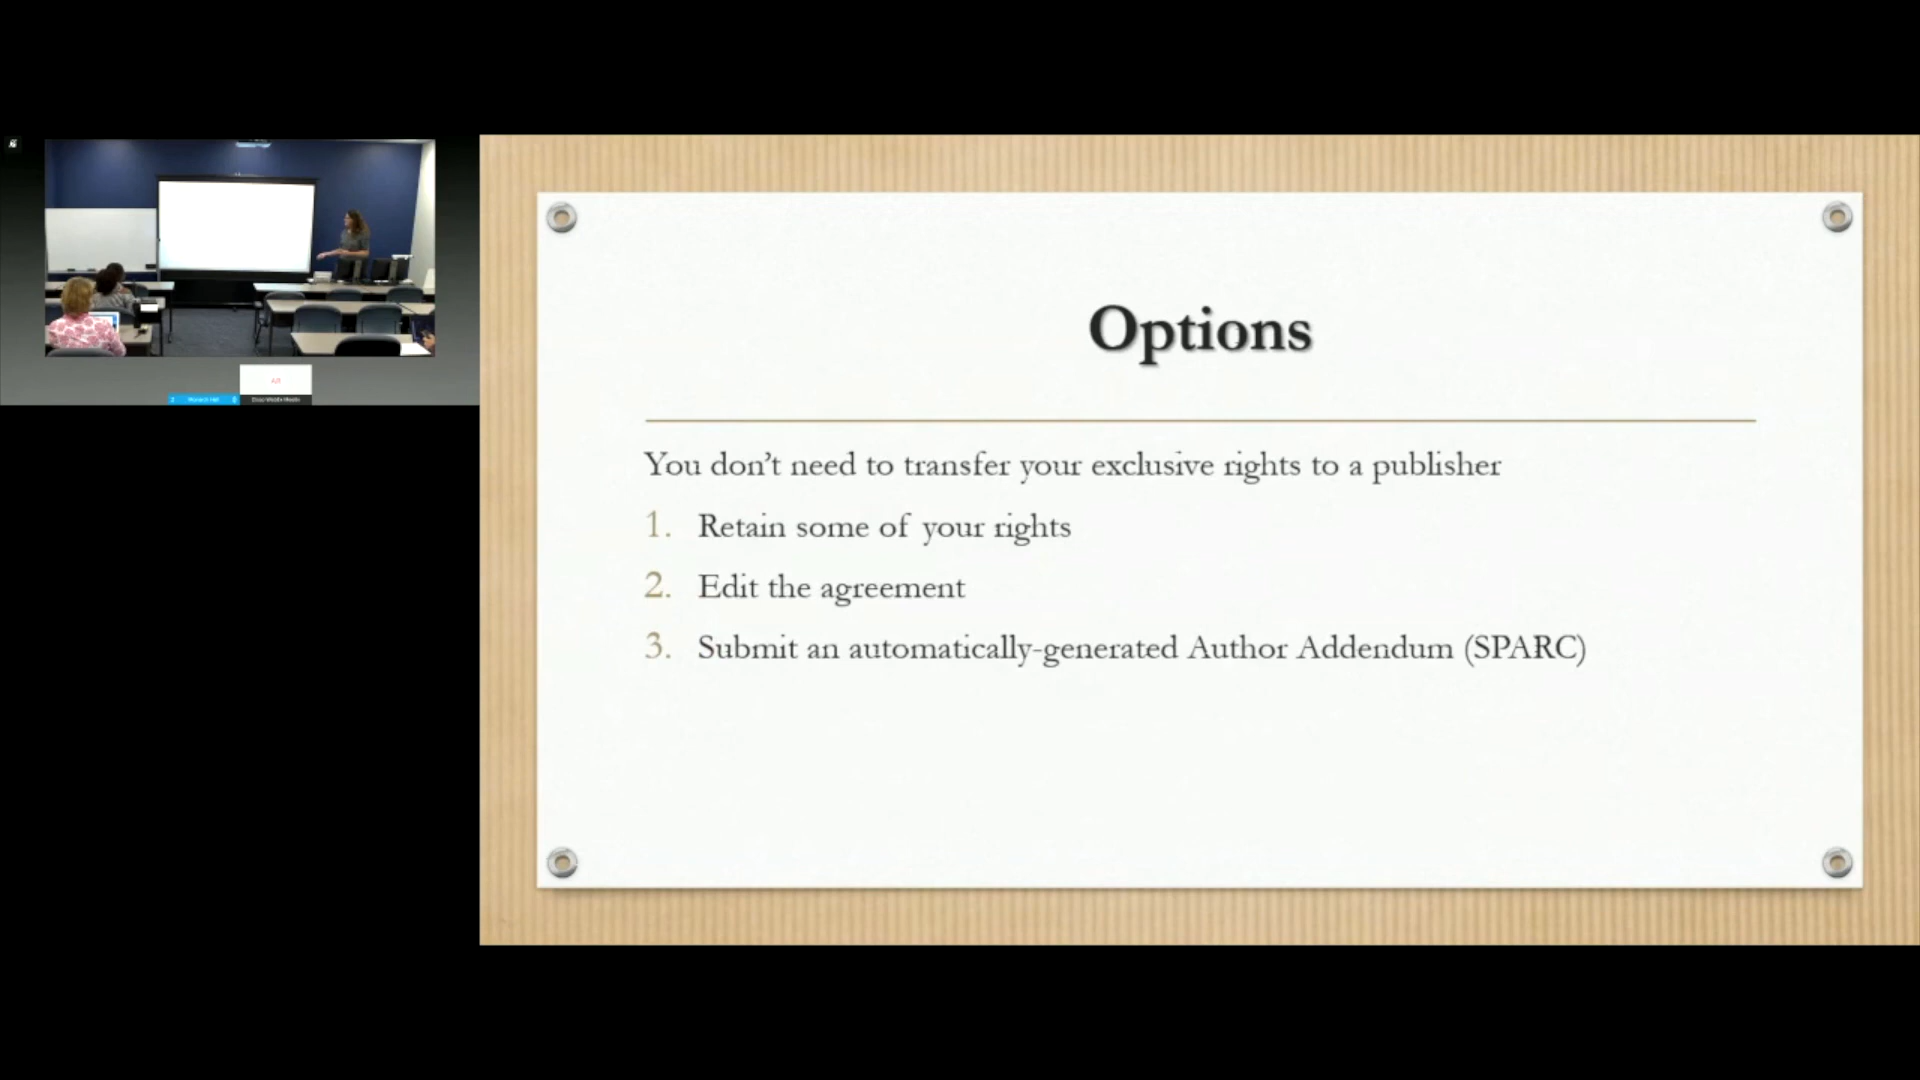 Options
You don't need to transfer your exclusive rights to a publisher
1. Retain some of your rights
2. Edit the agreement
3. Submit an automatically-generated Author Addendum (SPARC)